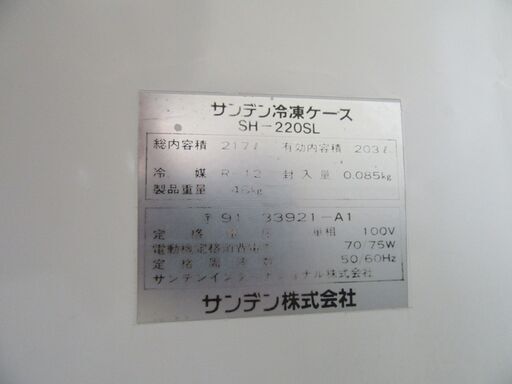 サンデン冷凍ケース
SH-220SL
総内容積 217ℓ 有効内容積 203ℓ
冷媒 R-12 封入量 0.085kg
製品重量 46kg
〒91-33921-A1
定格電圧 単相 100V
電動機定格消費電力 70/75W
定格周波数 50/60Hz
サンデンインターナショナル株式会社
サンデン株式会社